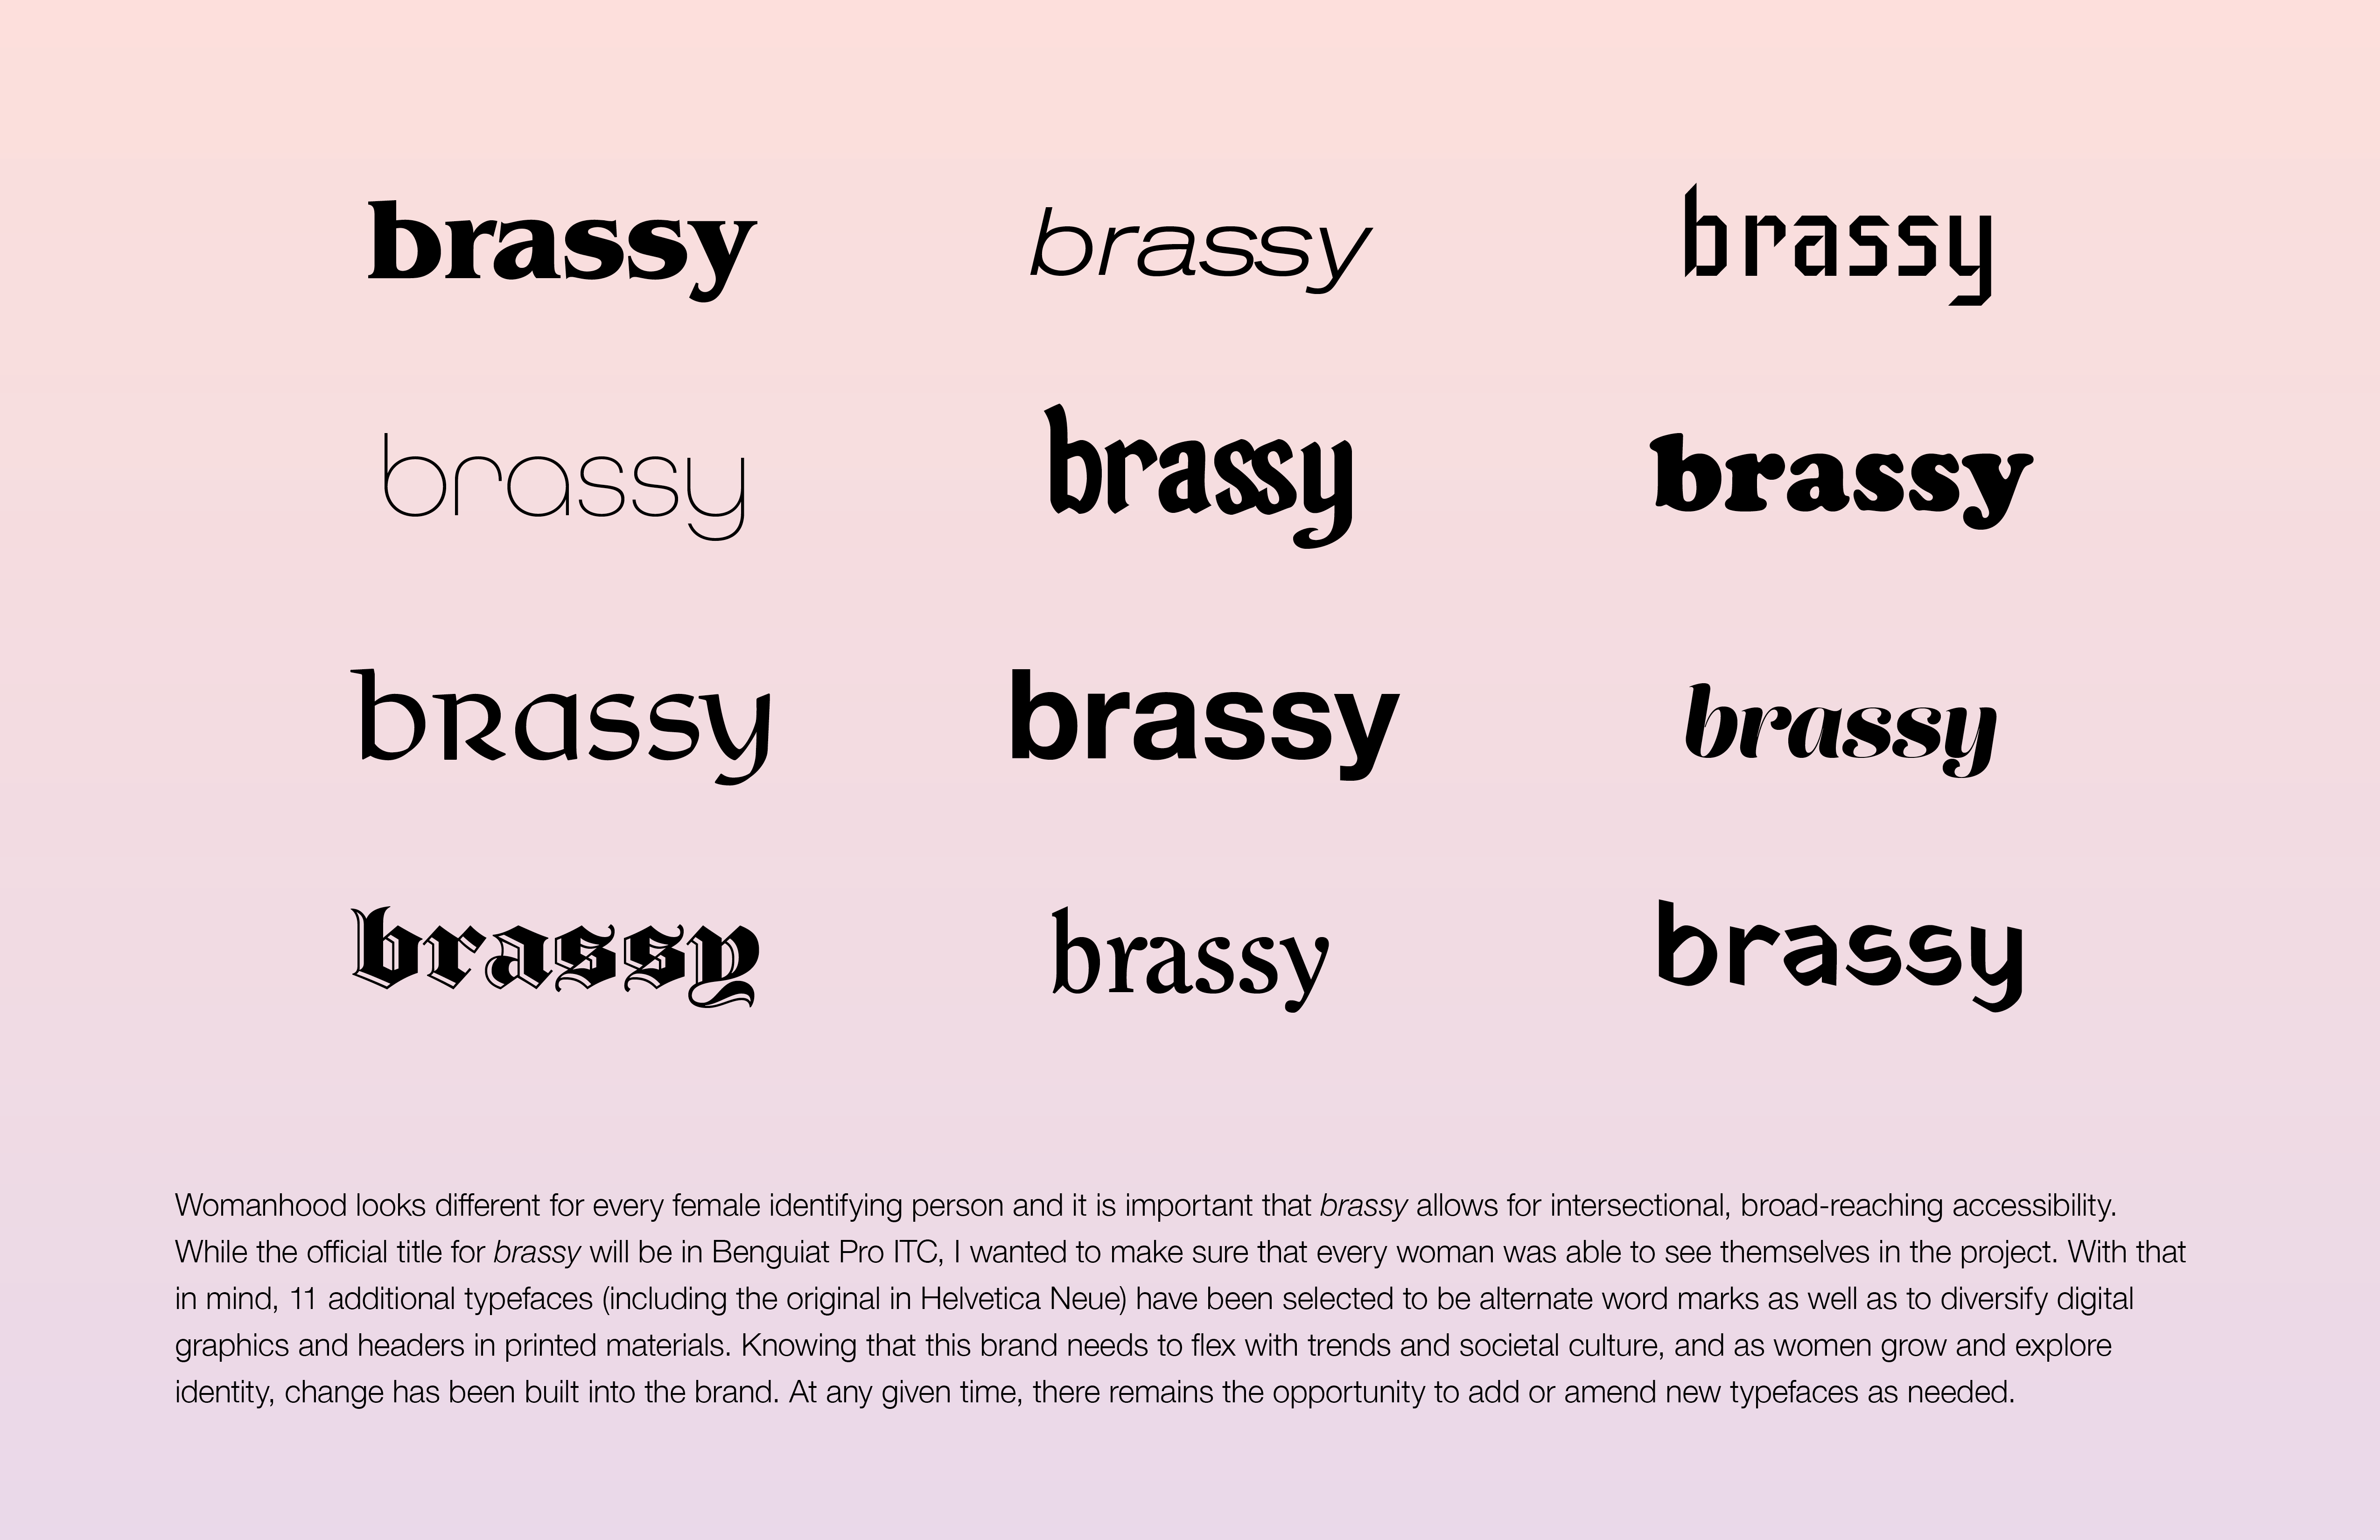 brassy brassy brassy
brassy brassy brassy
brassy brassy brassy
brassy brassy brassy
Womanhood looks different for every female identifying person and it is important that brassy allows for intersectional, broad-reaching accessibility.
While the official title for brassy will be in Benguiat Pro ITC, I wanted to make sure that every woman was able to see themselves in the project. With that
in mind, 11 additional typefaces (including the original in Helvetica Neue) have been selected to be alternate word marks as well as to diversify digital
graphics and headers in printed materials. Knowing that this brand needs to flex with trends and societal culture, and as women grow and explore
identity, change has been built into the brand. At any given time, there remains the opportunity to add or amend new typefaces as needed.